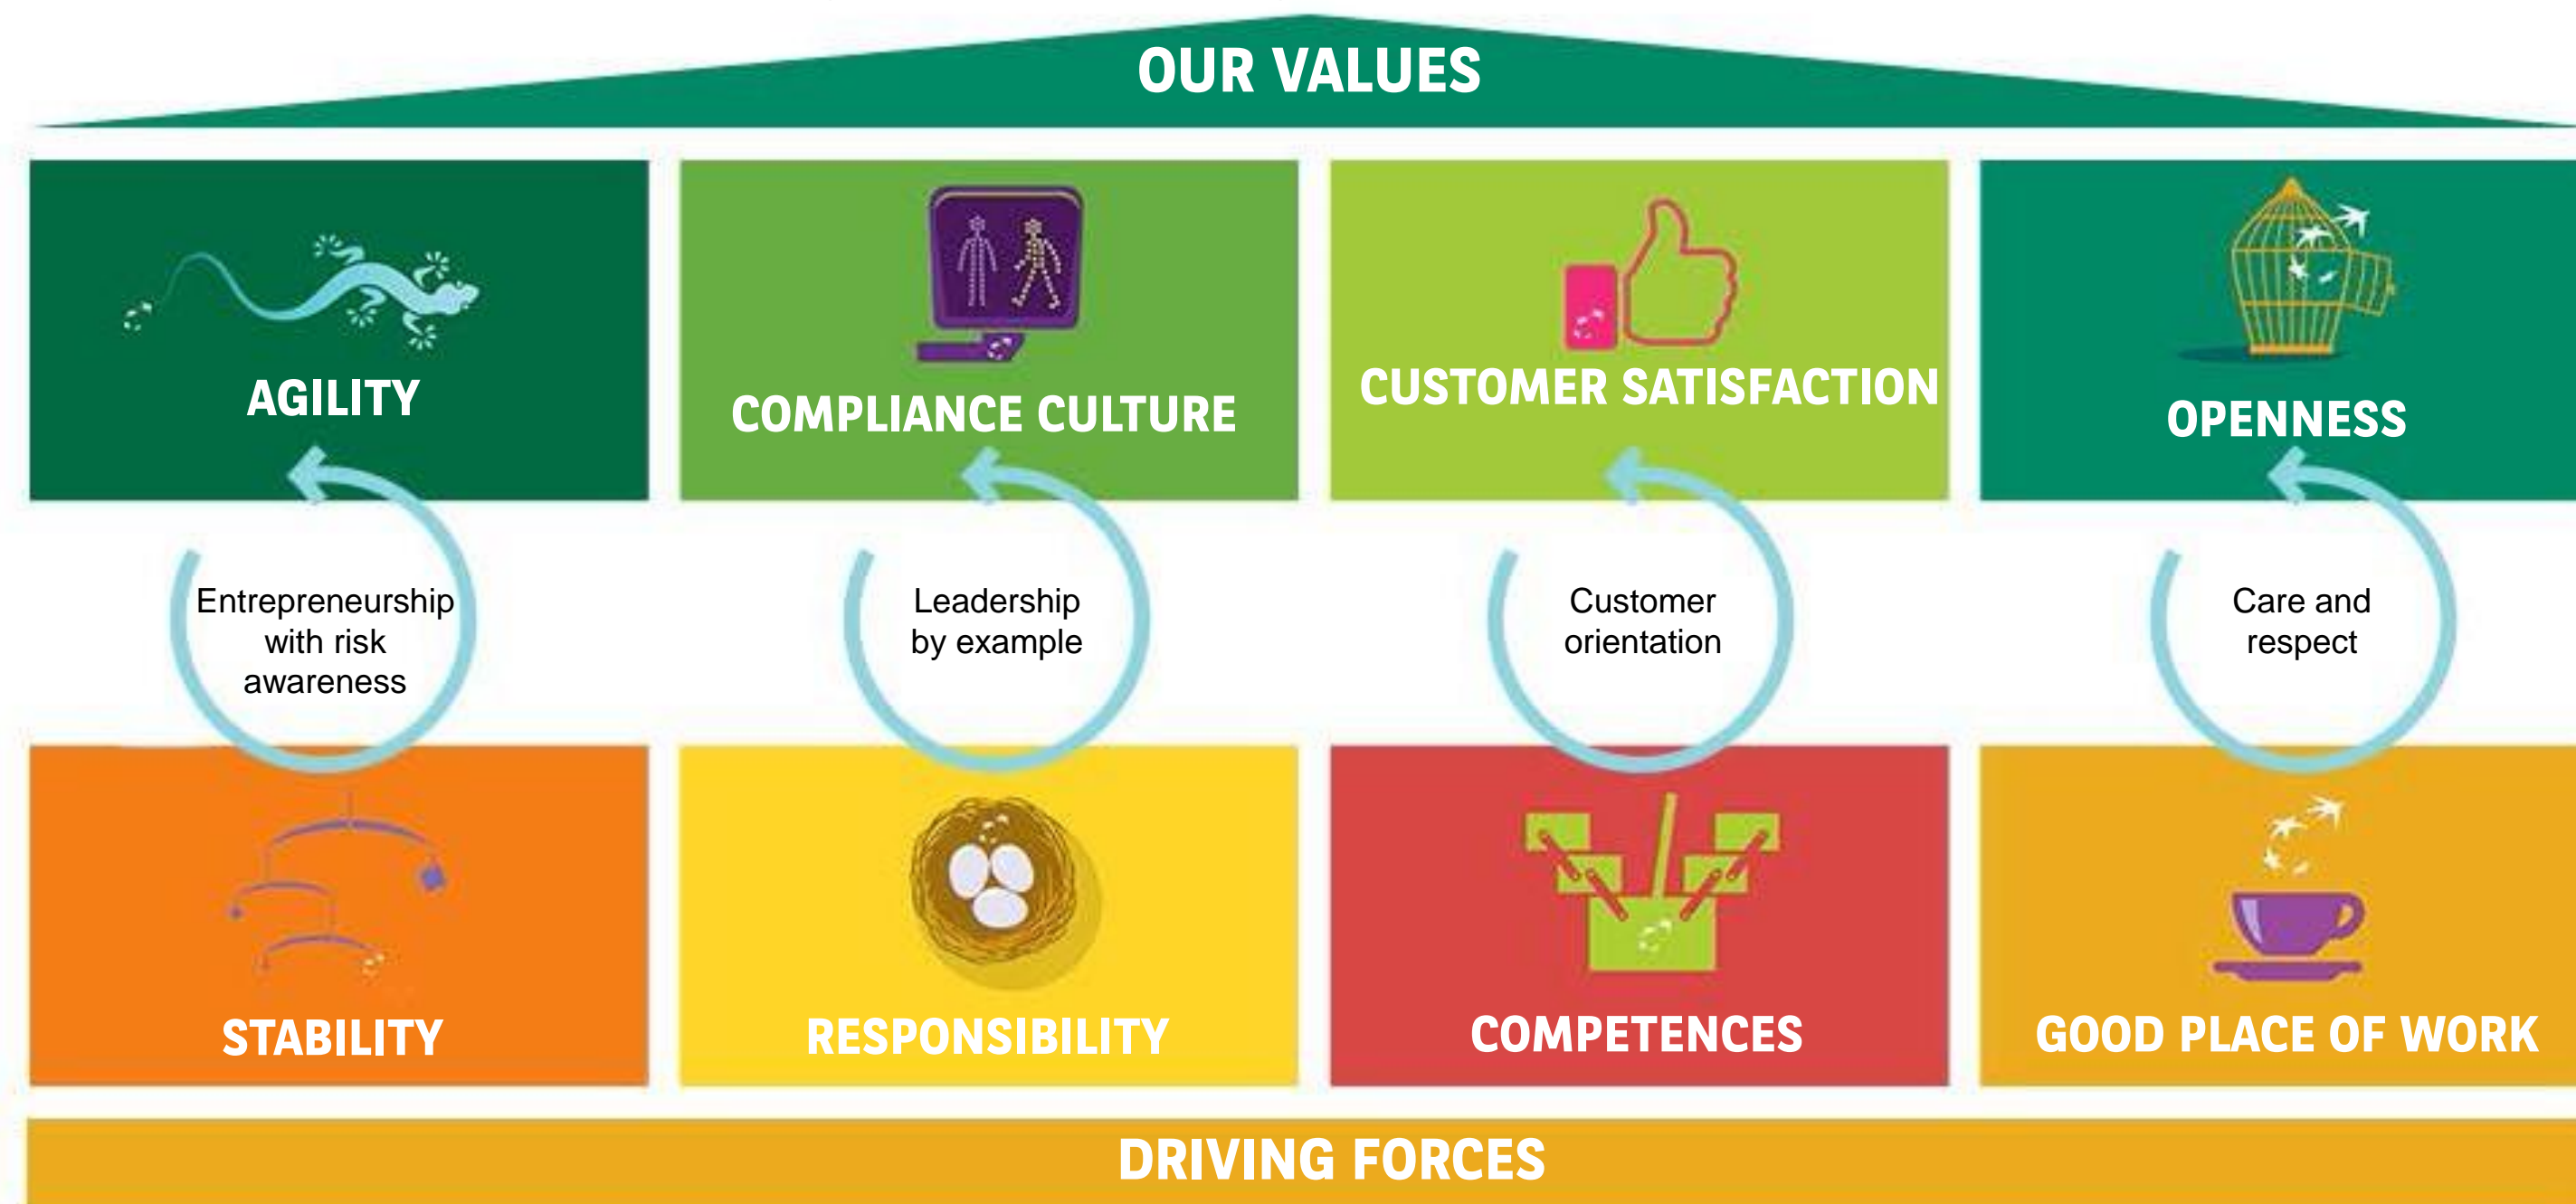 OUR VALUES
AGILITY
COMPLIANCE CULTURE
CUSTOMER SATISFACTION
OPENNESS
Entrepreneurship
with risk
awareness
Leadership
by example
Customer
orientation
Care and
respect
STABILITY
RESPONSIBILITY
COMPETENCES
GOOD PLACE OF WORK
DRIVING FORCES